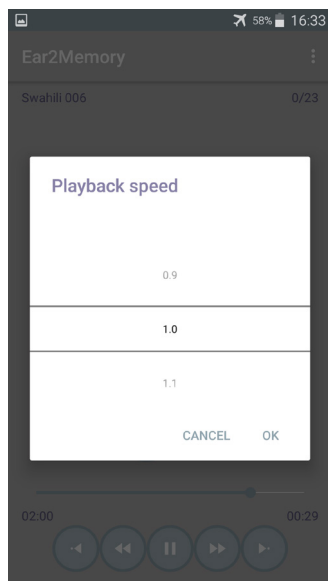 58% 16:33
Ear2Memory
Swahili 006 0/23
Playback speed
0.9
1.0
1.1
CANCEL OK
02:00 00:29